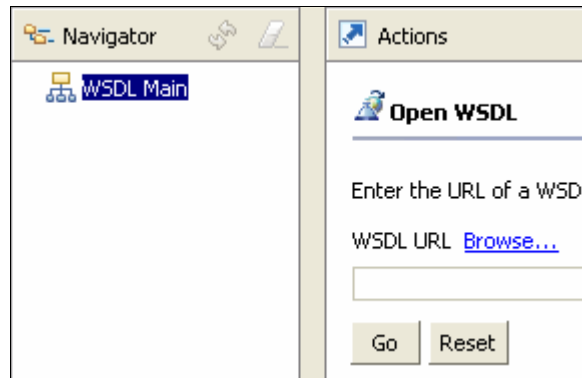 Navigator
WSDL Main
Actions
Open WSDL
Enter the URL of a WSD
WSDL URL Browse...
Go Reset